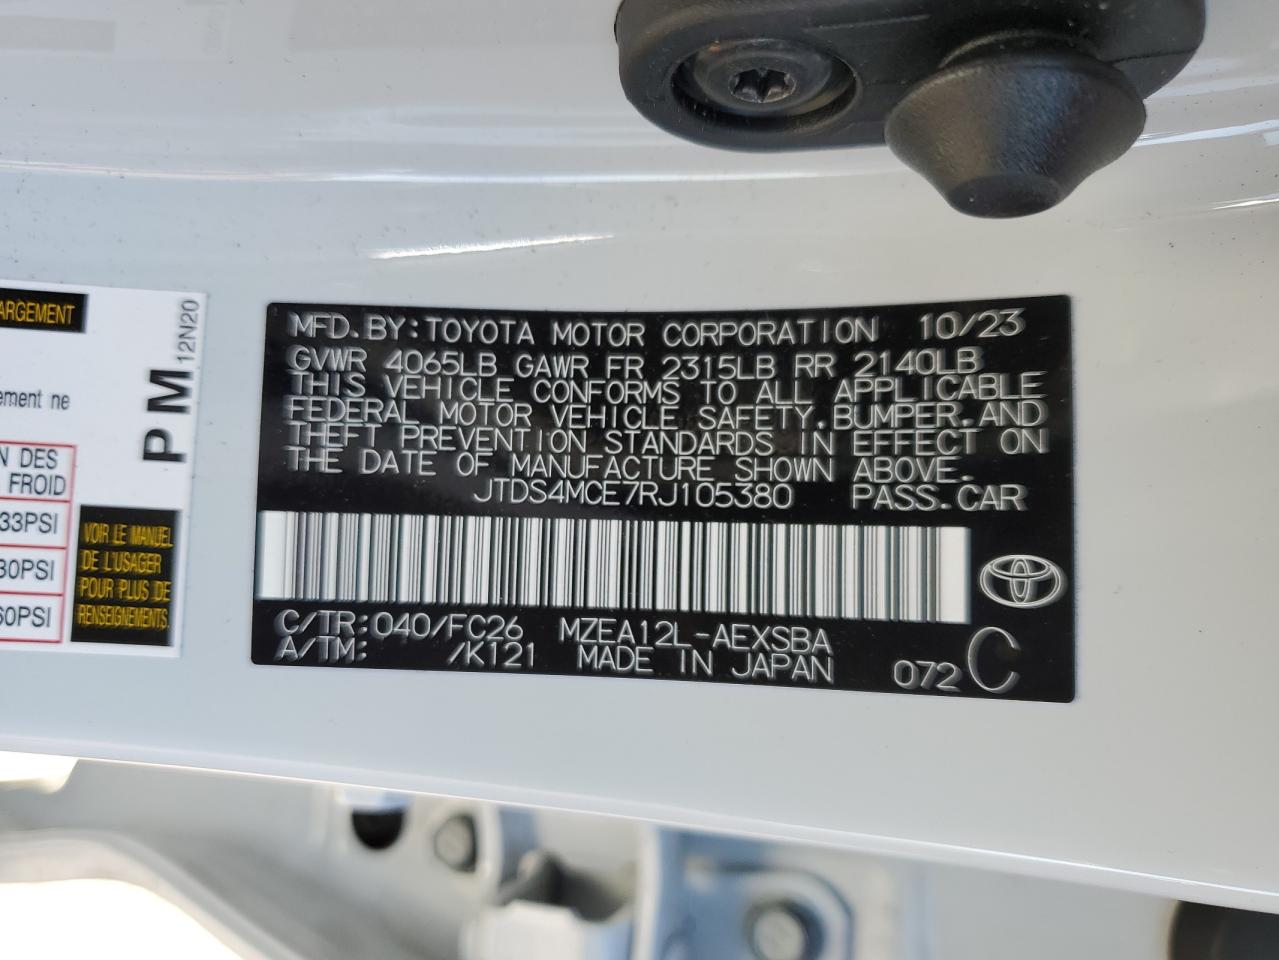 ARGEMENT
ement ne
N DES
FROID
33PSI
30PSI
60PSI
PM
12N20
VOIR LE MANUEL
DE L'USAGER
POUR PLUS DE
RENSEIGNEMENTS.
MFD.BY:TOYOTA MOTOR CORPORATION 10/23
GVWR 4065LB GAWR FR 2315LB RR 2140LB
THIS VEHICLE CONFORMS TO ALL APPLICABLE
FEDERAL MOTOR VEHICLE SAFETY,BUMPER,AND
THEFT PREVENTION STANDARDS IN EFFECT ON
THE DATE OF MANUFACTURE SHOWN ABOVE.
JTDS4MCE7RJ105380 PASS.CAR
C/TR:040/FC26 MZEA12L-AEXSBA
A/TM: /K121 MADE IN JAPAN 072 C